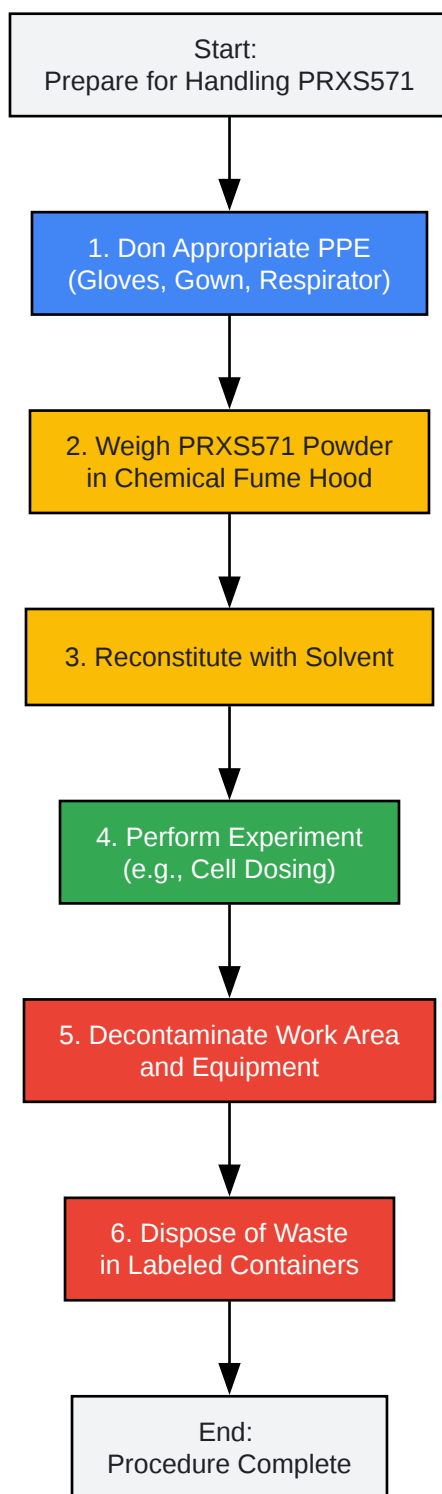 Start:
Prepare for Handling PRXS571
1. Don Appropriate PPE
(Gloves, Gown, Respirator)
2. Weigh PRXS571 Powder
in Chemical Fume Hood
3. Reconstitute with Solvent
4. Perform Experiment
(e.g., Cell Dosing)
5. Decontaminate Work Area
and Equipment
6. Dispose of Waste
in Labeled Containers
End:
Procedure Complete